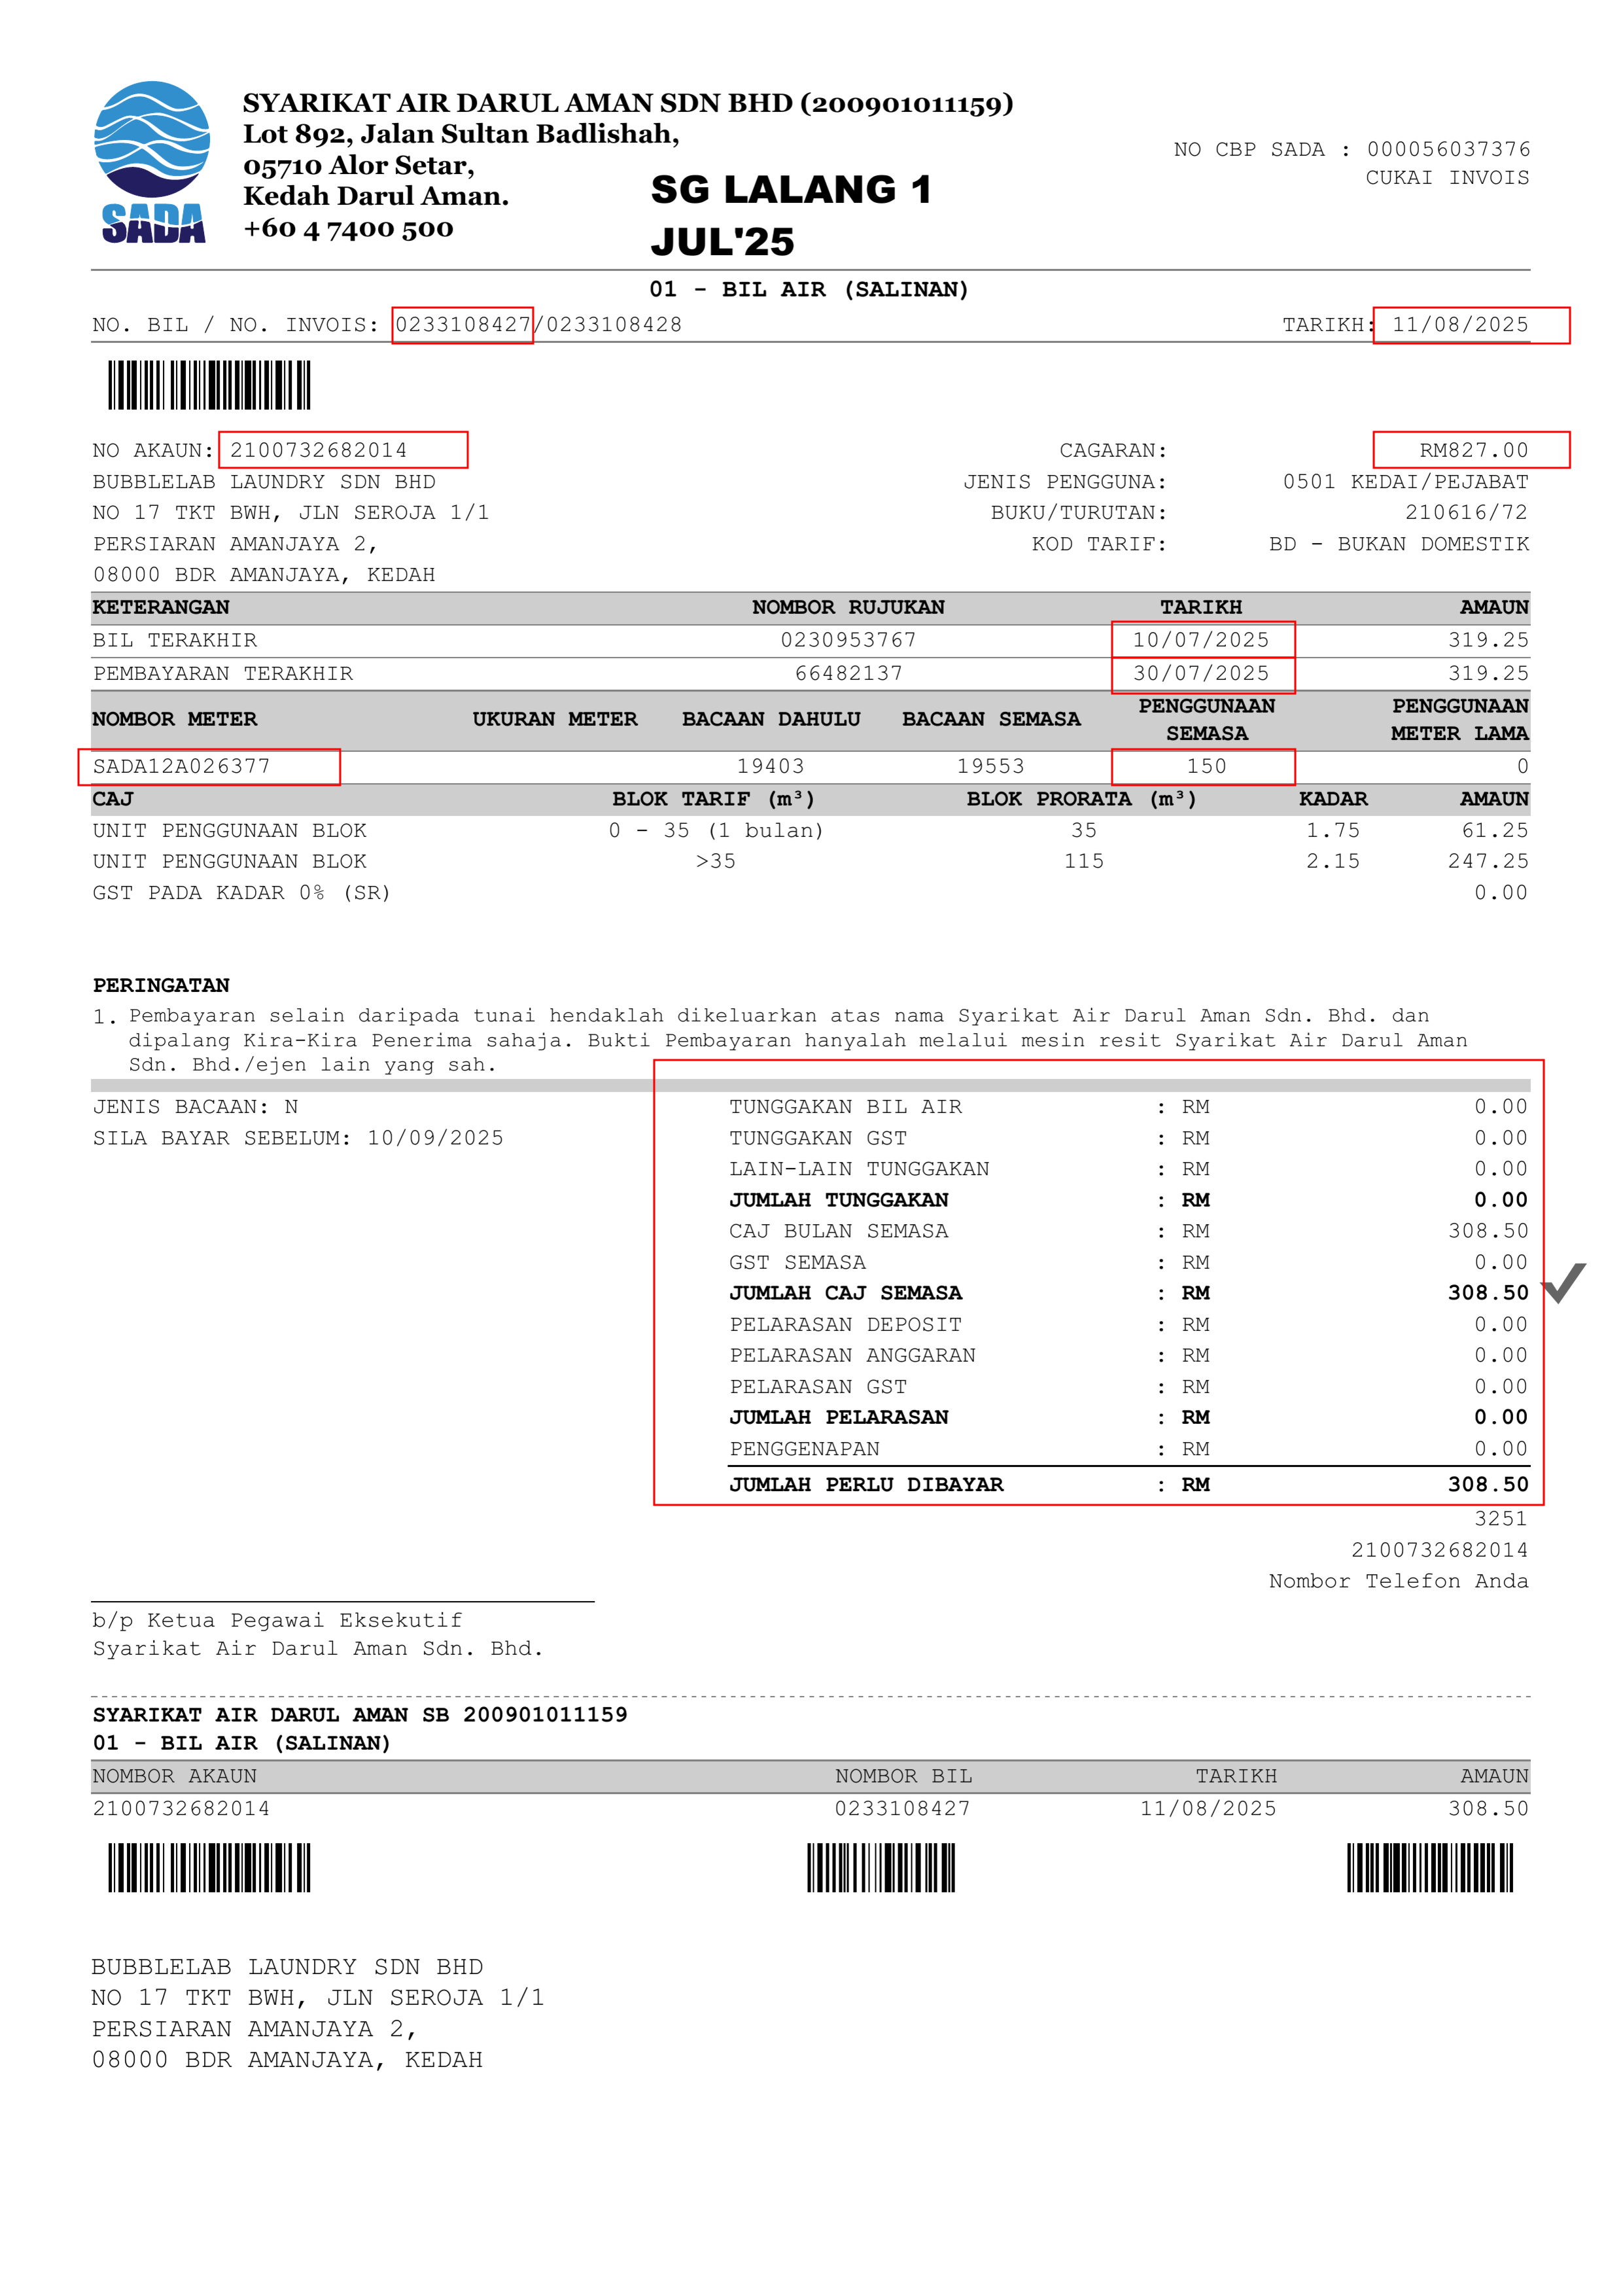 SADA
SYARIKAT AIR DARUL AMAN SDN BHD (200901011159)
Lot 892, Jalan Sultan Badlishah,
05710 Alor Setar,
Kedah Darul Aman.
+60 4 7400 500
SG LALANG 1
JUL'25
NO CBP SADA : 000056037376
CUKAI INVOIS
01 - BIL AIR (SALINAN)
NO. BIL / NO. INVOIS: 0233108427/0233108428 TARIKH: 11/08/2025
NO AKAUN: 2100732682014 CAGARAN: RM827.00
BUBBLELAB LAUNDRY SDN BHD JENIS PENGGUNA: 0501 KEDAI/PEJABAT
NO 17 TKT BWH, JLN SEROJA 1/1 BUKU/TURUTAN: 210616/72
PERSIARAN AMANJAYA 2, KOD TARIF: BD - BUKAN DOMESTIK
08000 BDR AMANJAYA, KEDAH
KETERANGAN NOMBOR RUJUKAN TARIKH AMAUN
BIL TERAKHIR 0230953767 10/07/2025 319.25
PEMBAYARAN TERAKHIR 66482137 30/07/2025 319.25
NOMBOR METER UKURAN METER BACAAN DAHULU BACAAN SEMASA PENGGUNAAN SEMASA PENGGUNAAN METER LAMA
SADA12A026377 19403 19553 150 0
CAJ BLOK TARIF (m³) BLOK PRORATA (m³) KADAR AMAUN
UNIT PENGGUNAAN BLOK 0 - 35 (1 bulan) 35 1.75 61.25
UNIT PENGGUNAAN BLOK >35 115 2.15 247.25
GST PADA KADAR 0% (SR) 0.00
PERINGATAN
1. Pembayaran selain daripada tunai hendaklah dikeluarkan atas nama Syarikat Air Darul Aman Sdn. Bhd. dan
dipalang Kira-Kira Penerima sahaja. Bukti Pembayaran hanyalah melalui mesin resit Syarikat Air Darul Aman
Sdn. Bhd./ejen lain yang sah.
JENIS BACAAN: N
SILA BAYAR SEBELUM: 10/09/2025
TUNGGAKAN BIL AIR : RM 0.00
TUNGGAKAN GST : RM 0.00
LAIN-LAIN TUNGGAKAN : RM 0.00
JUMLAH TUNGGAKAN : RM 0.00
CAJ BULAN SEMASA : RM 308.50
GST SEMASA : RM 0.00
JUMLAH CAJ SEMASA : RM 308.50
PELARASAN DEPOSIT : RM 0.00
PELARASAN ANGGARAN : RM 0.00
PELARASAN GST : RM 0.00
JUMLAH PELARASAN : RM 0.00
PENGGENAPAN : RM 0.00
JUMLAH PERLU DIBAYAR : RM 308.50
3251
2100732682014
Nombor Telefon Anda
b/p Ketua Pegawai Eksekutif
Syarikat Air Darul Aman Sdn. Bhd.
SYARIKAT AIR DARUL AMAN SB 200901011159
01 - BIL AIR (SALINAN)
NOMBOR AKAUN NOMBOR BIL TARIKH AMAUN
2100732682014 0233108427 11/08/2025 308.50
BUBBLELAB LAUNDRY SDN BHD
NO 17 TKT BWH, JLN SEROJA 1/1
PERSIARAN AMANJAYA 2,
08000 BDR AMANJAYA, KEDAH